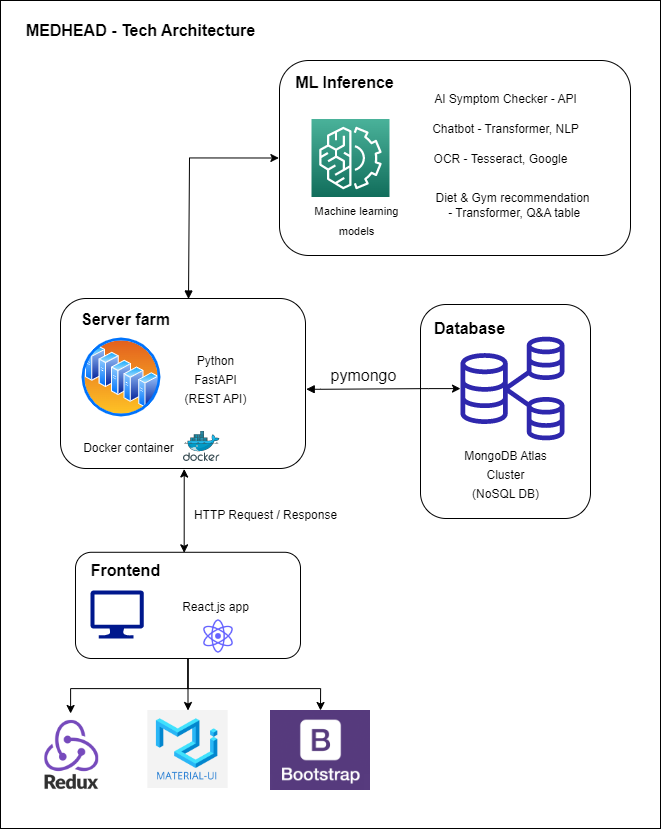 MEDHEAD - Tech Architecture
ML Inference
AI Symptom Checker - API
Chatbot - Transformer, NLP
OCR - Tesseract, Google
Diet & Gym recommendation
- Transformer, Q&A table
Machine learning
models
Server farm
Python
FastAPI
(REST API)
Docker container
docker
pymongo
Database
MongoDB Atlas
Cluster
(NoSQL DB)
HTTP Request / Response
Frontend
React.js app
Redux
MATERIAL-UI
B
Bootstrap